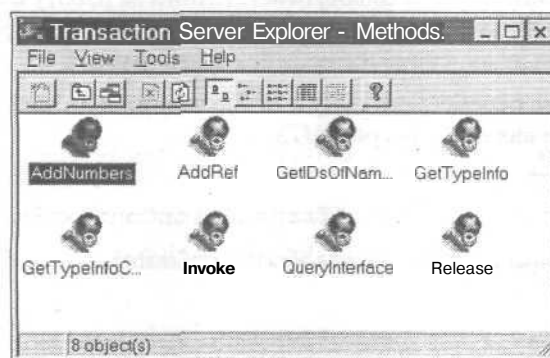 Transaction Server Explorer - Methods.
File View Tools Help
AddNumbers AddRef GetIDsOfNam... GetTypeInfo
GetTypeInfoC... Invoke QueryInterface Release
8 object(s)